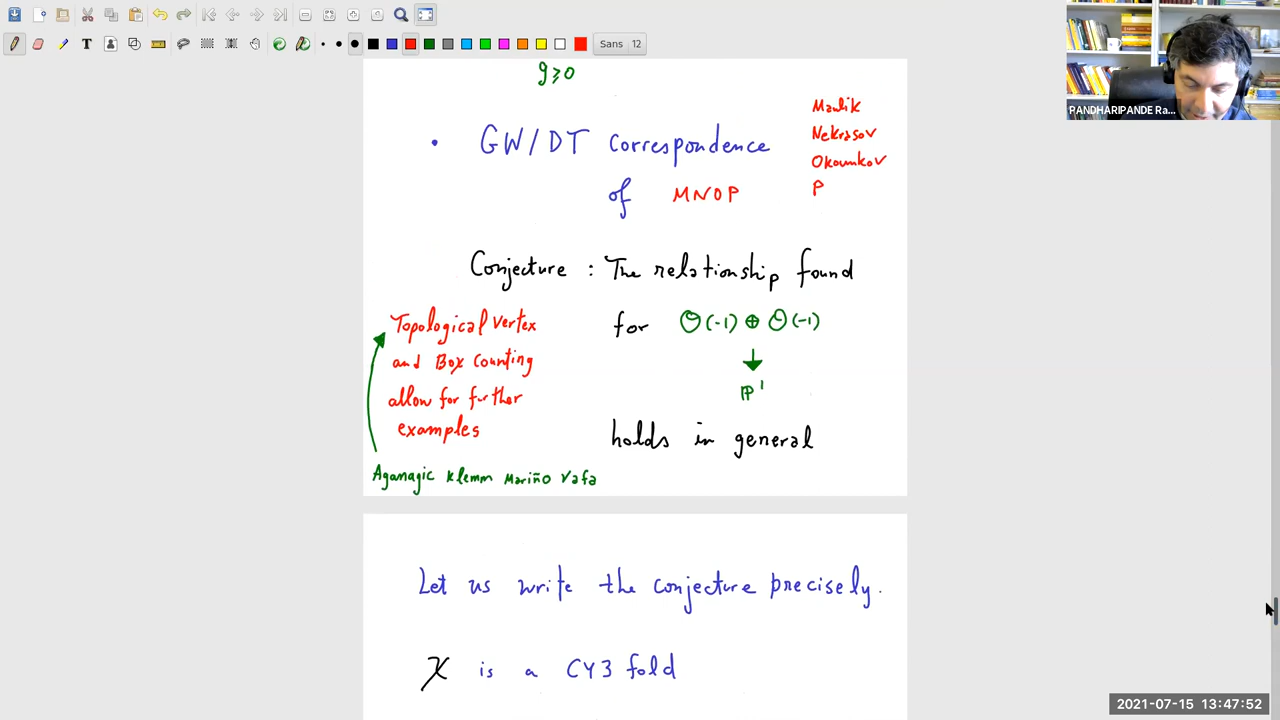 Sans 12
PANDHARIPANDE Ra...
g ⩾ 0
• GW/DT correspondence
of MNOP
Maulik
Nekrasov
Okounkov
P
Conjecture : The relationship found
for O(-1) ⊕ O(-1)
↓
ℙ¹
holds in general
Topological Vertex
and Box Counting
allow for further
examples
Aganagic Klemm Mariño Vafa
Let us write the conjecture precisely.
X is a CY3 fold
2021-07-15 13:47:52